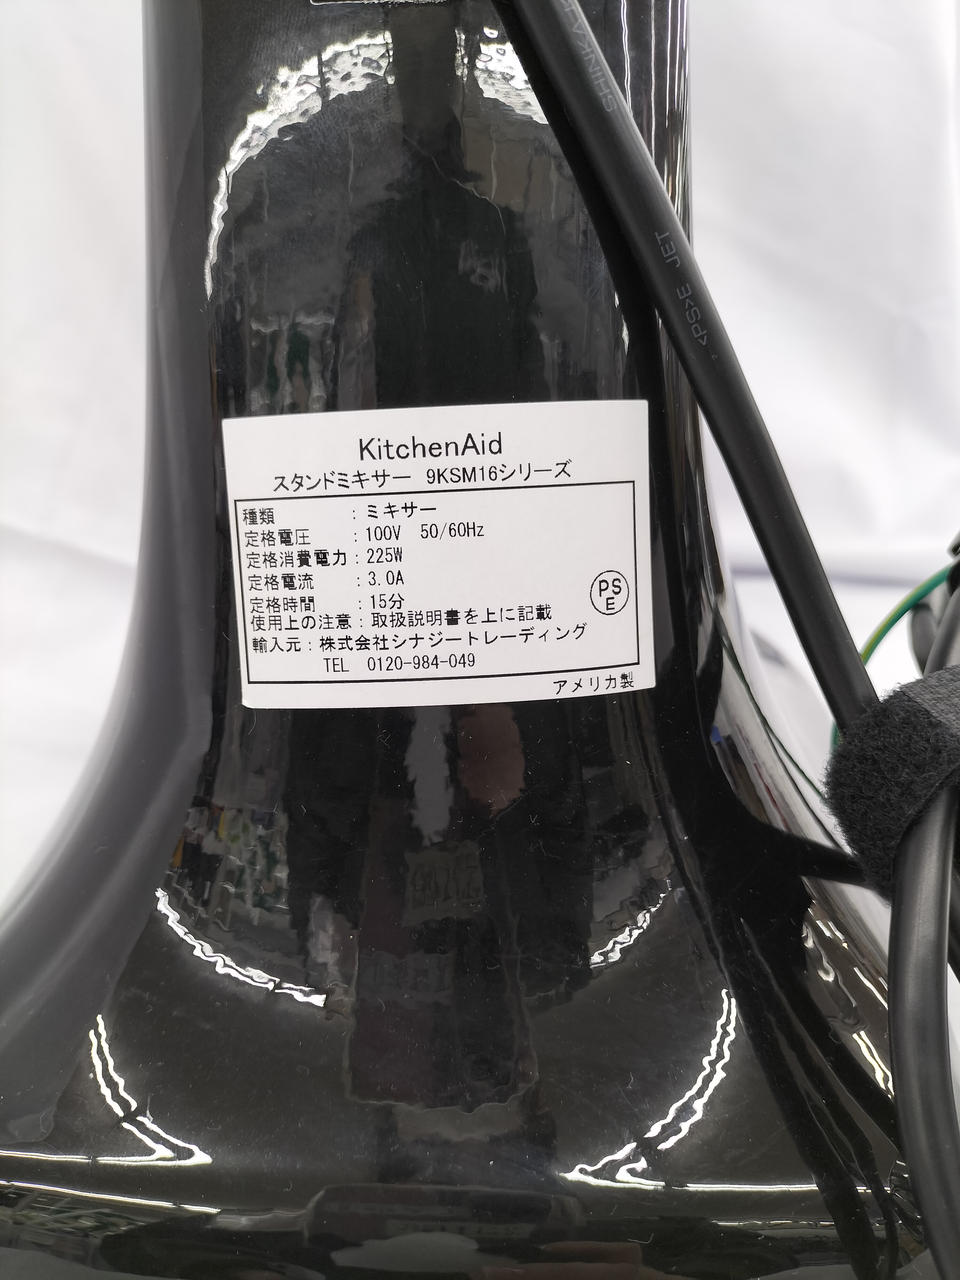 SHINKA
<PS>E JET
KitchenAid
スタンドミキサー 9KSM16シリーズ
種類 : ミキサー
定格電圧 : 100V 50/60Hz
定格消費電力 : 225W
定格電流 : 3.0A
定格時間 : 15分
使用上の注意 : 取扱説明書を上に記載
輸入元 : 株式会社シナジートレーディング
TEL 0120-984-049
PS
E
アメリカ製